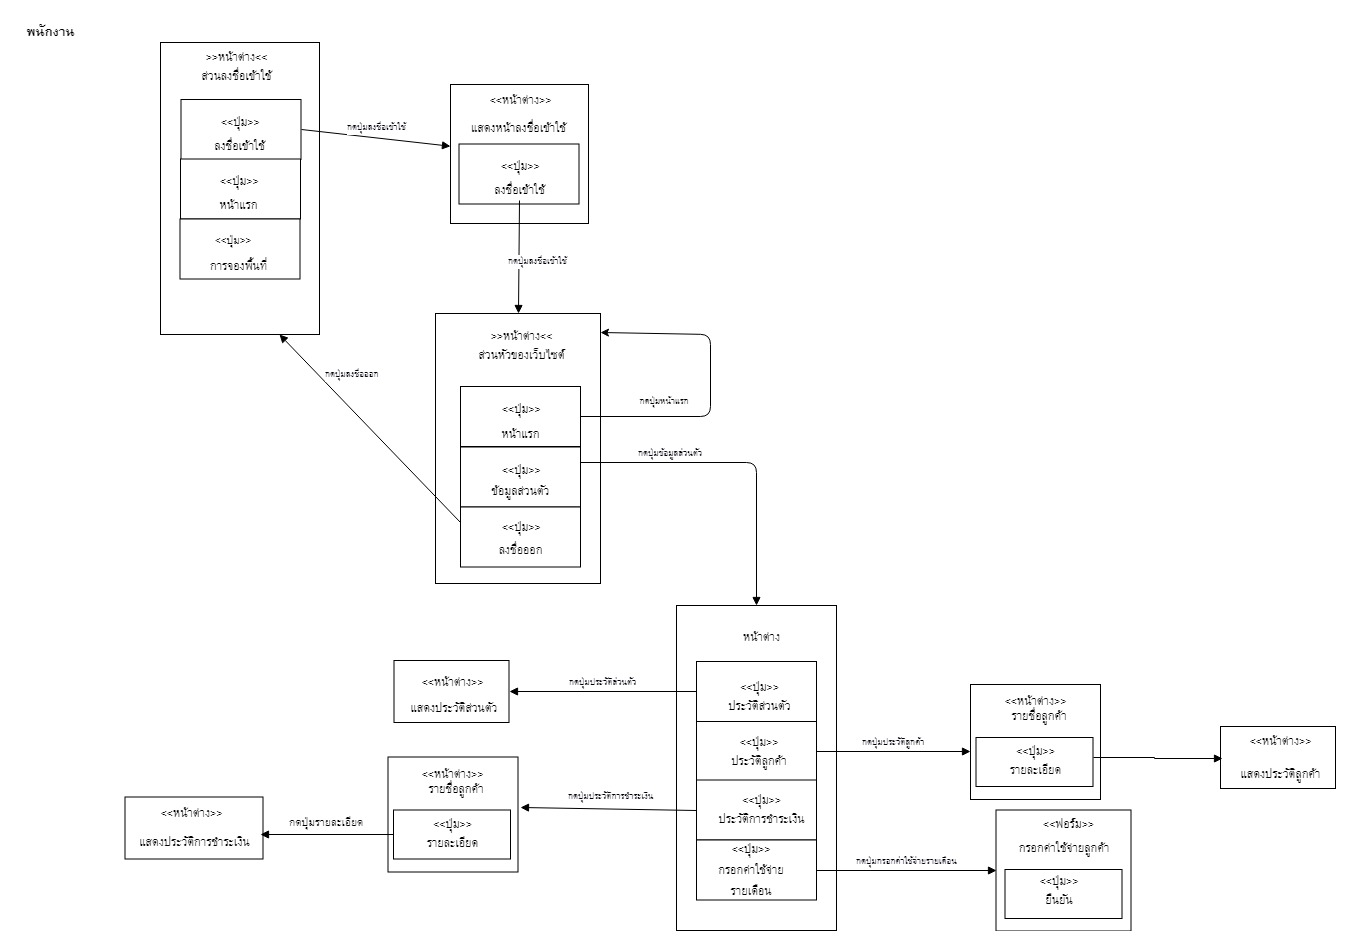 พนักงาน
>>หน้าต่าง<<
ส่วนลงชื่อเข้าใช้
<<ปุ่ม>>
ลงชื่อเข้าใช้
<<ปุ่ม>>
หน้าแรก
<<ปุ่ม>>
การจองพื้นที่
กดปุ่มลงชื่อเข้าใช้
<<หน้าต่าง>>
แสดงหน้าลงชื่อเข้าใช้
<<ปุ่ม>>
ลงชื่อเข้าใช้
กดปุ่มลงชื่อเข้าใช้
>>หน้าต่าง<<
ส่วนหัวของเว็บไซต์
<<ปุ่ม>>
หน้าแรก
<<ปุ่ม>>
ข้อมูลส่วนตัว
<<ปุ่ม>>
ลงชื่อออก
กดปุ่มลงชื่อออก
กดปุ่มหน้าแรก
กดปุ่มข้อมูลส่วนตัว
หน้าต่าง
<<ปุ่ม>>
ประวัติส่วนตัว
<<ปุ่ม>>
ประวัติลูกค้า
<<ปุ่ม>>
ประวัติการชำระเงิน
<<ปุ่ม>>
กรอกค่าใช้จ่าย
รายเดือน
กดปุ่มประวัติส่วนตัว
<<หน้าต่าง>>
แสดงประวัติส่วนตัว
กดปุ่มประวัติลูกค้า
<<หน้าต่าง>>
รายชื่อลูกค้า
<<ปุ่ม>>
รายละเอียด
<<หน้าต่าง>>
แสดงประวัติลูกค้า
กดปุ่มประวัติการชำระเงิน
<<หน้าต่าง>>
รายชื่อลูกค้า
<<ปุ่ม>>
รายละเอียด
กดปุ่มรายละเอียด
<<หน้าต่าง>>
แสดงประวัติการชำระเงิน
กดปุ่มกรอกค่าใช้จ่ายรายเดือน
<<ฟอร์ม>>
กรอกค่าใช้จ่ายลูกค้า
<<ปุ่ม>>
ยืนยัน